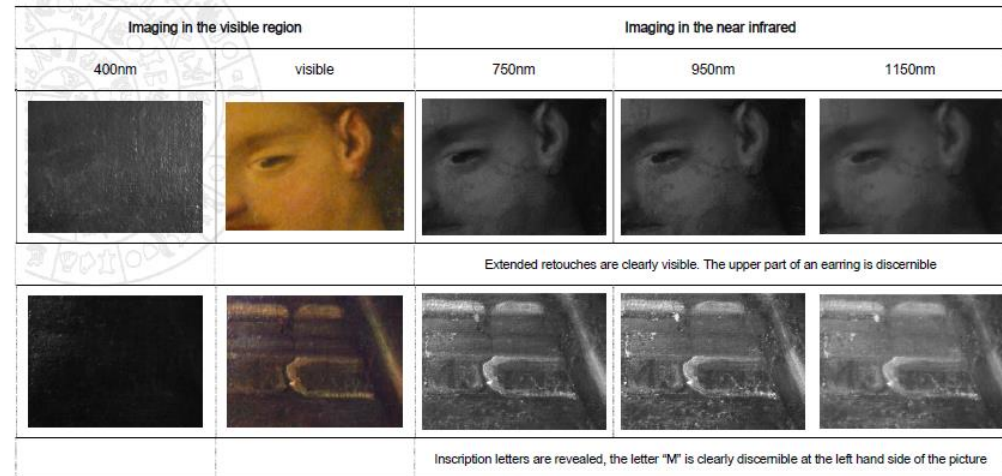 Imaging in the visible region Imaging in the near infrared
400nm visible 750nm 950nm 1150nm
Extended retouches are clearly visible. The upper part of an earring is discernible
Inscription letters are revealed, the letter “M” is clearly discernible at the left hand side of the picture